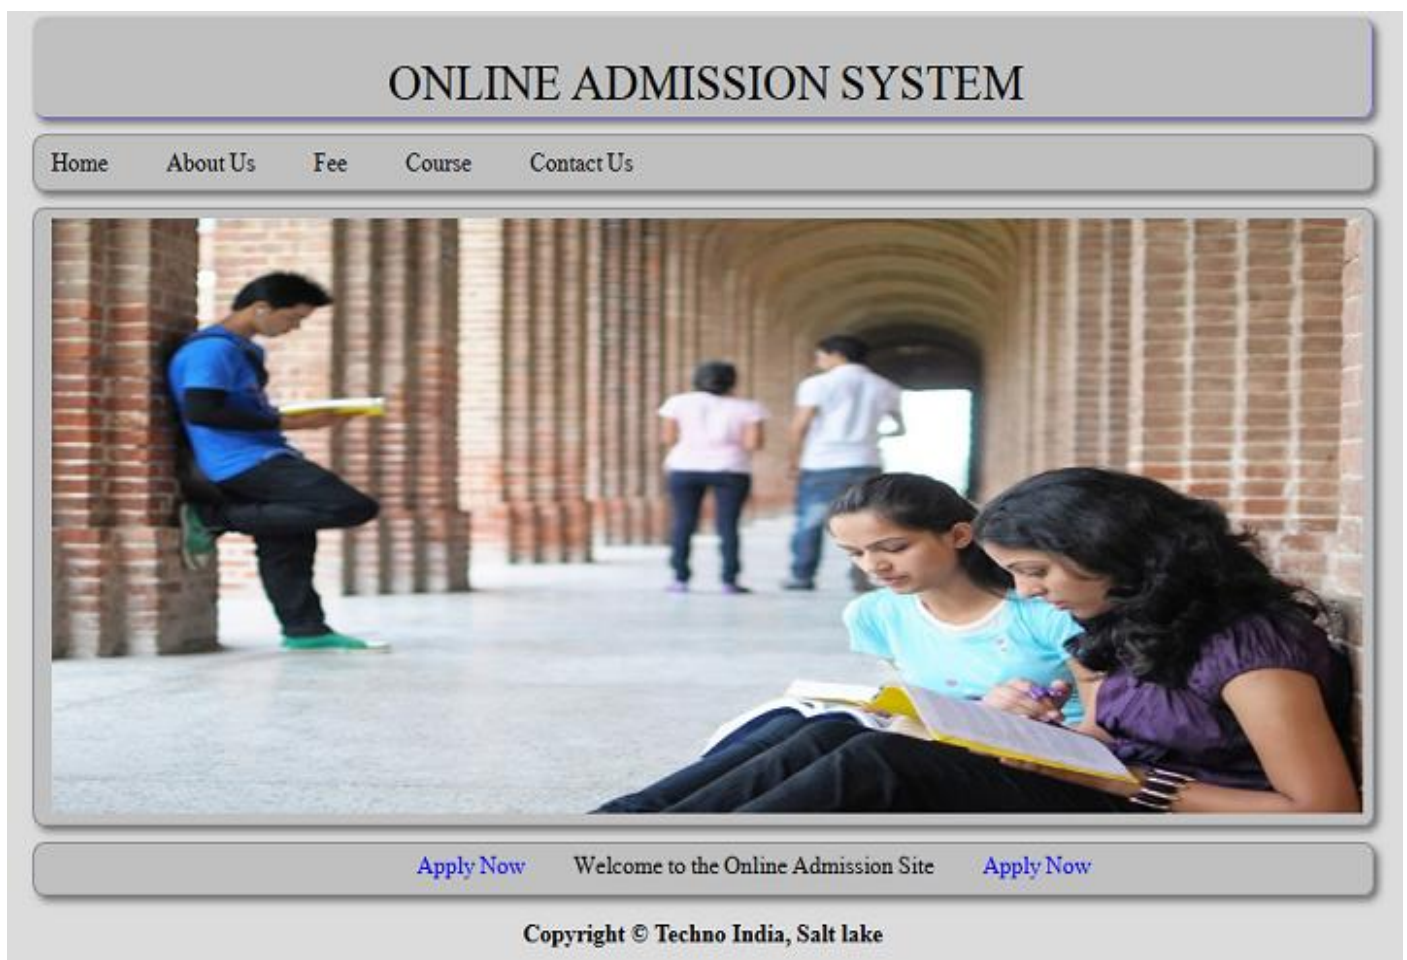 ONLINE ADMISSION SYSTEM
Home About Us Fee Course Contact Us
Apply Now Welcome to the Online Admission Site Apply Now
Copyright © Techno India, Salt lake